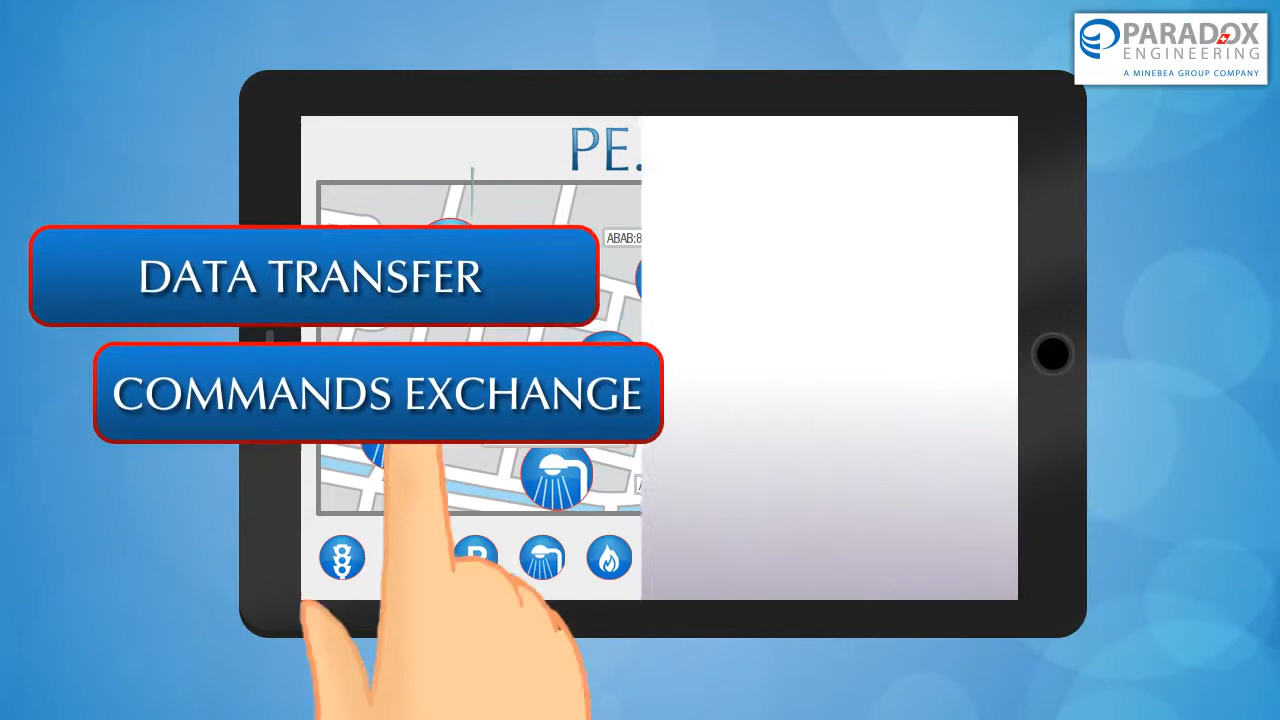 PARADOX
ENGINEERING
A MINEBEA GROUP COMPANY
PE.
ABAB:8
DATA TRANSFER
COMMANDS EXCHANGE